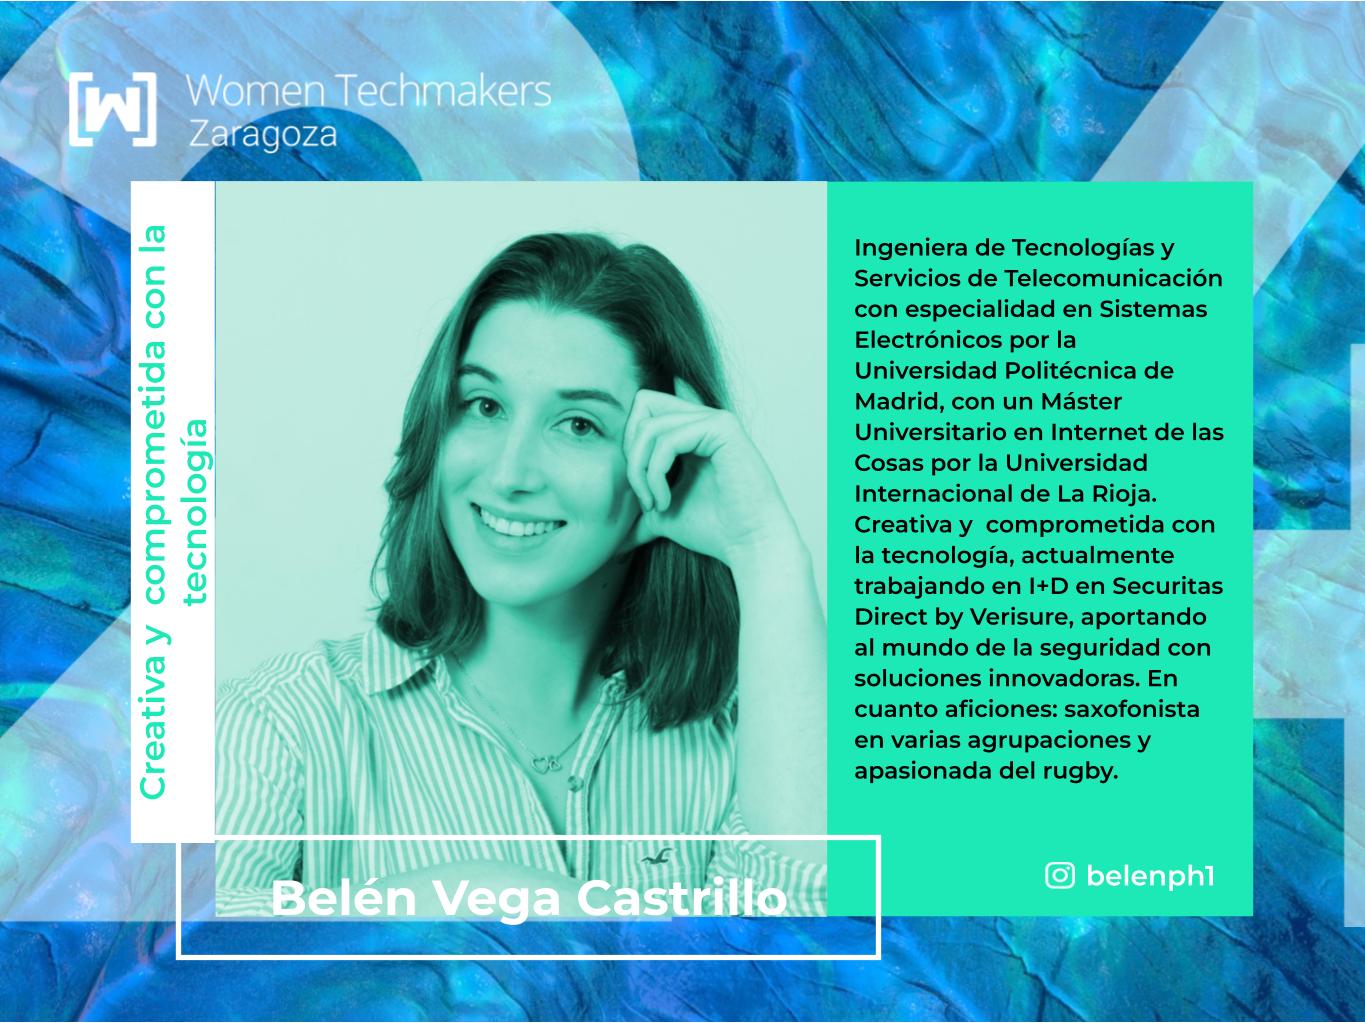 Women Techmakers
Zaragoza
Creativa y  comprometida con la
tecnología
Ingeniera de Tecnologías y
Servicios de Telecomunicación
con especialidad en Sistemas
Electrónicos por la
Universidad Politécnica de
Madrid, con un Máster
Universitario en Internet de las
Cosas por la Universidad
Internacional de La Rioja.
Creativa y  comprometida con
la tecnología, actualmente
trabajando en I+D en Securitas
Direct by Verisure, aportando
al mundo de la seguridad con
soluciones innovadoras. En
cuanto aficiones: saxofonista
en varias agrupaciones y
apasionada del rugby.
belenph1
Belén Vega Castrillo